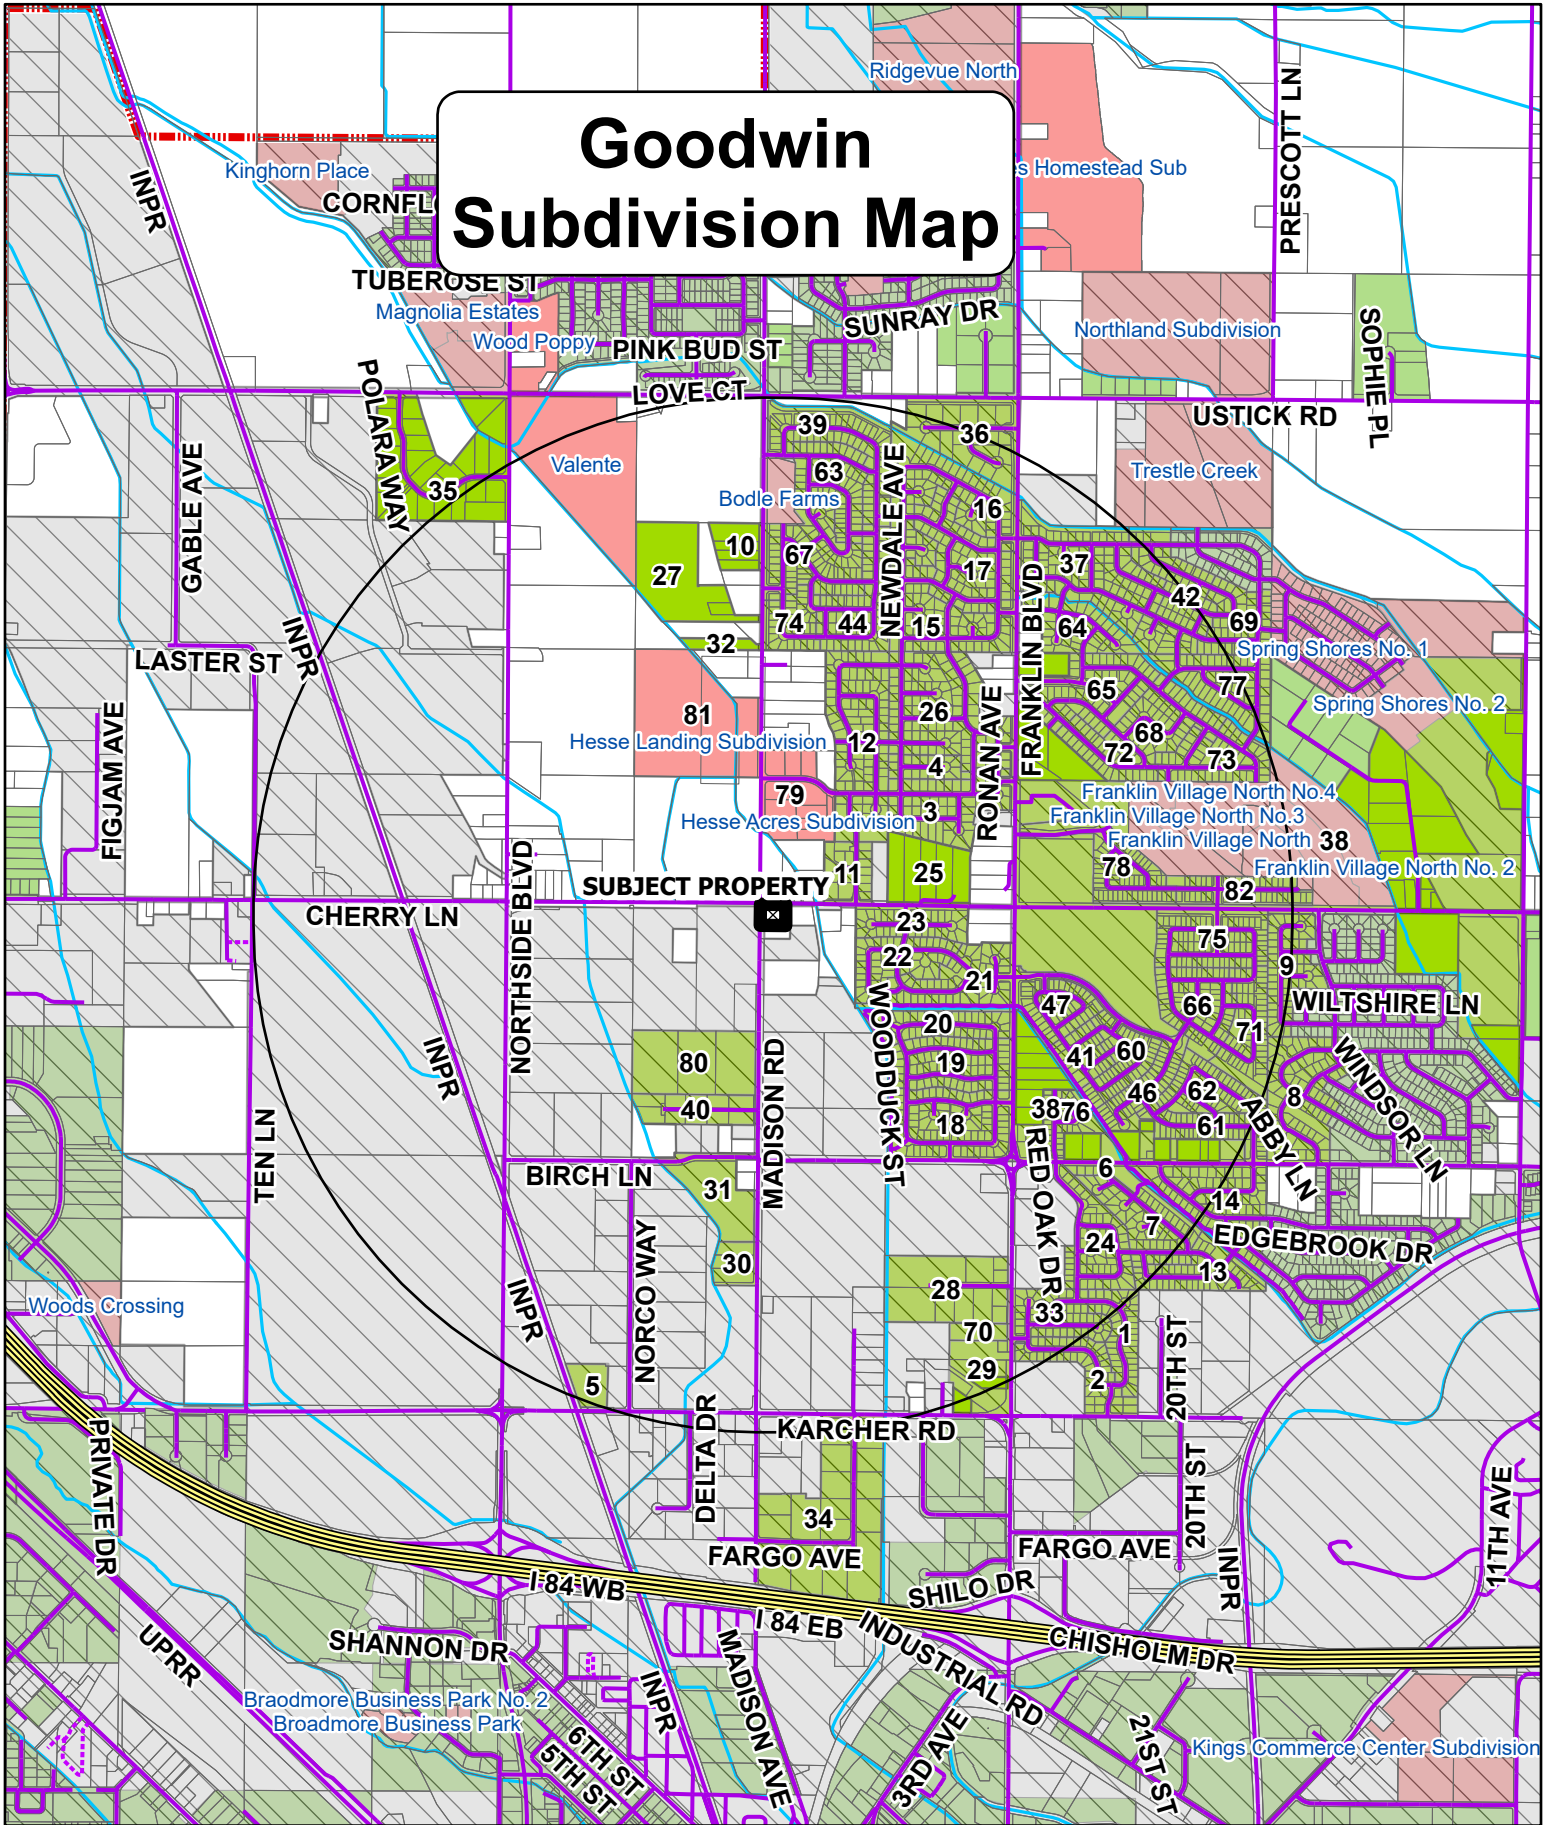 Ridgevue North
Goodwin
Subdivision Map
PRESCOTT LN
Kinghorn Place
s Homestead Sub
INPR
CORNFL
TUBEROSE ST
Magnolia Estates
SUNRAY DR
Northland Subdivision
SOPHIE PL
Wood Poppy
PINK BUD ST
POLARA WAY
LOVE CT
USTICK RD
39
36
Valente
63
Trestle Creek
GABLE AVE
35
Bodle Farms
NEWDALE AVE
16
10
67
27
17
37
FRANKLIN BLVD
42
74
44
15
64
69
INPR
32
Spring Shores No. 1
LASTER ST
65
77
Spring Shores No. 2
81
26
RONAN AVE
FIGJAM AVE
Hesse Landing Subdivision
12
68
72
73
4
79
Franklin Village North No.4
3
Franklin Village North No.3
Hesse Acres Subdivision
Franklin Village North
38
NORTHSIDE BLVD
11
25
78
Franklin Village North No. 2
SUBJECT PROPERTY
82
CHERRY LN
23
75
22
9
21
WOODDUCK ST
47
66
WILTSHIRE LN
20
71
INPR
80
MADISON RD
19
41
60
WINDSOR LN
TEN LN
46
62
8
40
38
76
18
61
ABBY LN
RED OAK DR
BIRCH LN
6
31
14
7
24
EDGEBROOK DR
NORCO WAY
30
13
28
Woods Crossing
INPR
33
70
1
20TH ST
29
2
5
DELTA DR
KARCHER RD
PRIVATE DR
20TH ST
11TH AVE
34
FARGO AVE
FARGO AVE
INPR
I 84 WB
SHILO DR
I 84 EB
INDUSTRIAL RD
UPRR
SHANNON DR
CHISHOLM DR
MADISON AVE
INPR
Braodmore Business Park No. 2
Broadmore Business Park
6TH ST
5TH ST
3RD AVE
21ST ST
Kings Commerce Center Subdivision